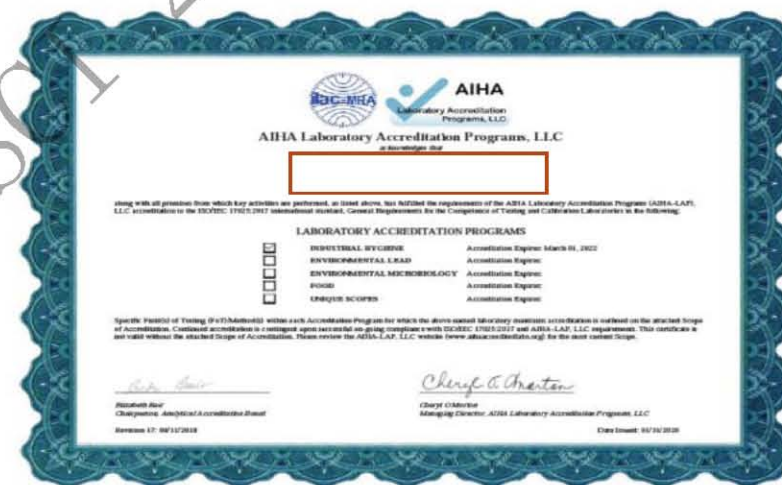 ilac-MRA
AIHA
Laboratory Accreditation
Programs, LLC
AIHA Laboratory Accreditation Programs, LLC
acknowledges that
along with all premises from which key activities are performed, as listed above, has fulfilled the requirements of the AIHA Laboratory Accreditation Programs (AIHA-LAP),
LLC accreditation to the ISO/IEC 17025:2017 international standard, General Requirements for the Competence of Testing and Calibration Laboratories in the following:
LABORATORY ACCREDITATION PROGRAMS
INDUSTRIAL HYGIENE Accreditation Expires: March 01, 2022
ENVIRONMENTAL LEAD Accreditation Expires:
ENVIRONMENTAL MICROBIOLOGY Accreditation Expires:
FOOD Accreditation Expires:
UNIQUE SCOPES Accreditation Expires:
Specific Field(s) of Testing (FoT)/Method(s) within each Accreditation Program for which the above named laboratory maintains accreditation is outlined on the attached Scope
of Accreditation. Continued accreditation is contingent upon successful on-going compliance with ISO/IEC 17025:2017 and AIHA-LAP, LLC requirements. This certificate is
not valid without the attached Scope of Accreditation. Please review the AIHA-LAP, LLC website (www.aihaaccreditedlabs.org) for the most current Scope.
Cheryl O Morton
Elizabeth Bair Cheryl O Morton
Chairperson, Analytical Accreditation Board Managing Director, AIHA Laboratory Accreditation Programs, LLC
Revision 17: Date Issued: